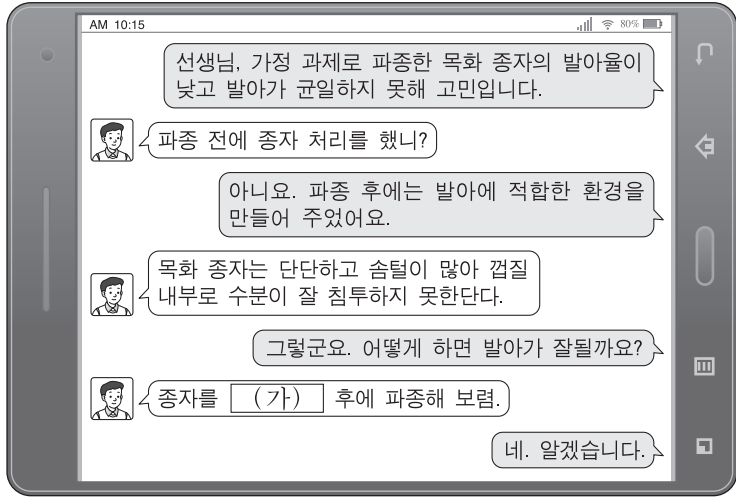 AM 10:15
80%
선생님, 가정 과제로 파종한 목화 종자의 발아율이
낮고 발아가 균일하지 못해 고민입니다.
파종 전에 종자 처리를 했니?
아니요. 파종 후에는 발아에 적합한 환경을
만들어 주었어요.
목화 종자는 단단하고 솜털이 많아 껍질
내부로 수분이 잘 침투하지 못한단다.
그렇군요. 어떻게 하면 발아가 잘될까요?
종자를 (가) 후에 파종해 보렴.
네. 알겠습니다.